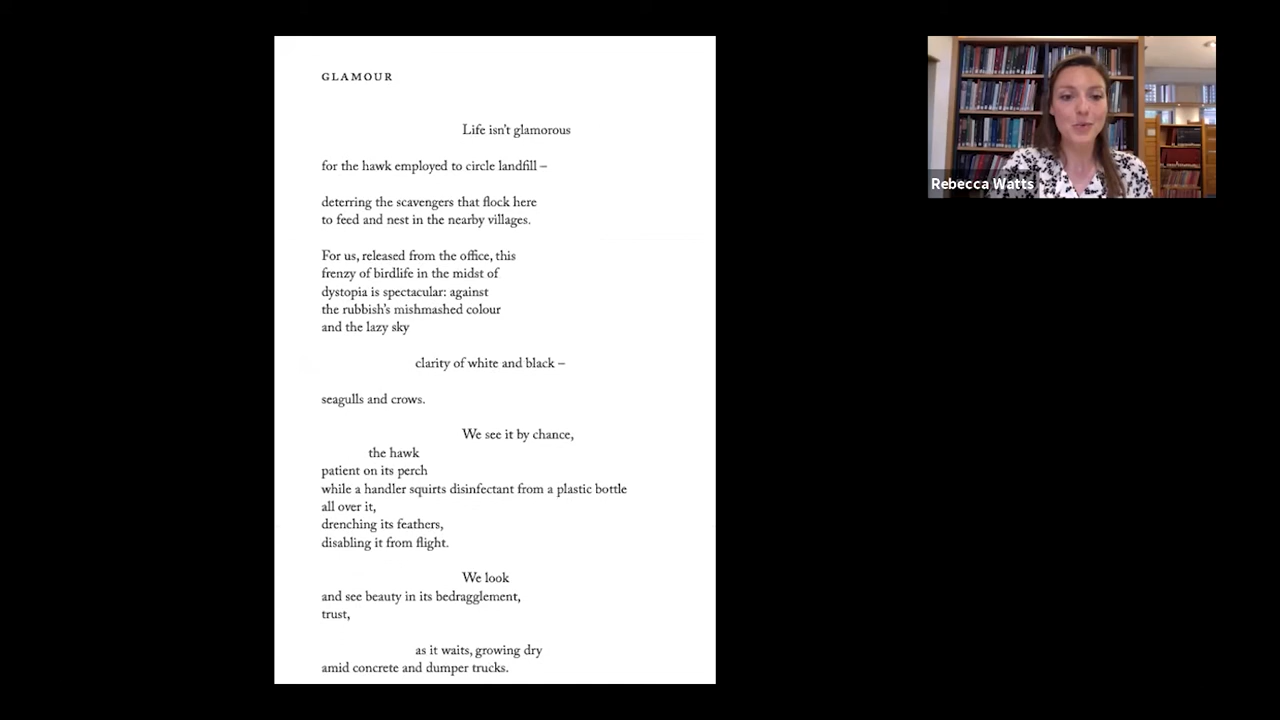 GLAMOUR
Life isn't glamorous
for the hawk employed to circle landfill –
deterring the scavengers that flock here
to feed and nest in the nearby villages.
For us, released from the office, this
frenzy of birdlife in the midst of
dystopia is spectacular: against
the rubbish's mishmashed colour
and the lazy sky
clarity of white and black –
seagulls and crows.
We see it by chance,
the hawk
patient on its perch
while a handler squirts disinfectant from a plastic bottle
all over it,
drenching its feathers,
disabling it from flight.
We look
and see beauty in its bedragglement,
trust,
as it waits, growing dry
amid concrete and dumper trucks.
Rebecca Watts